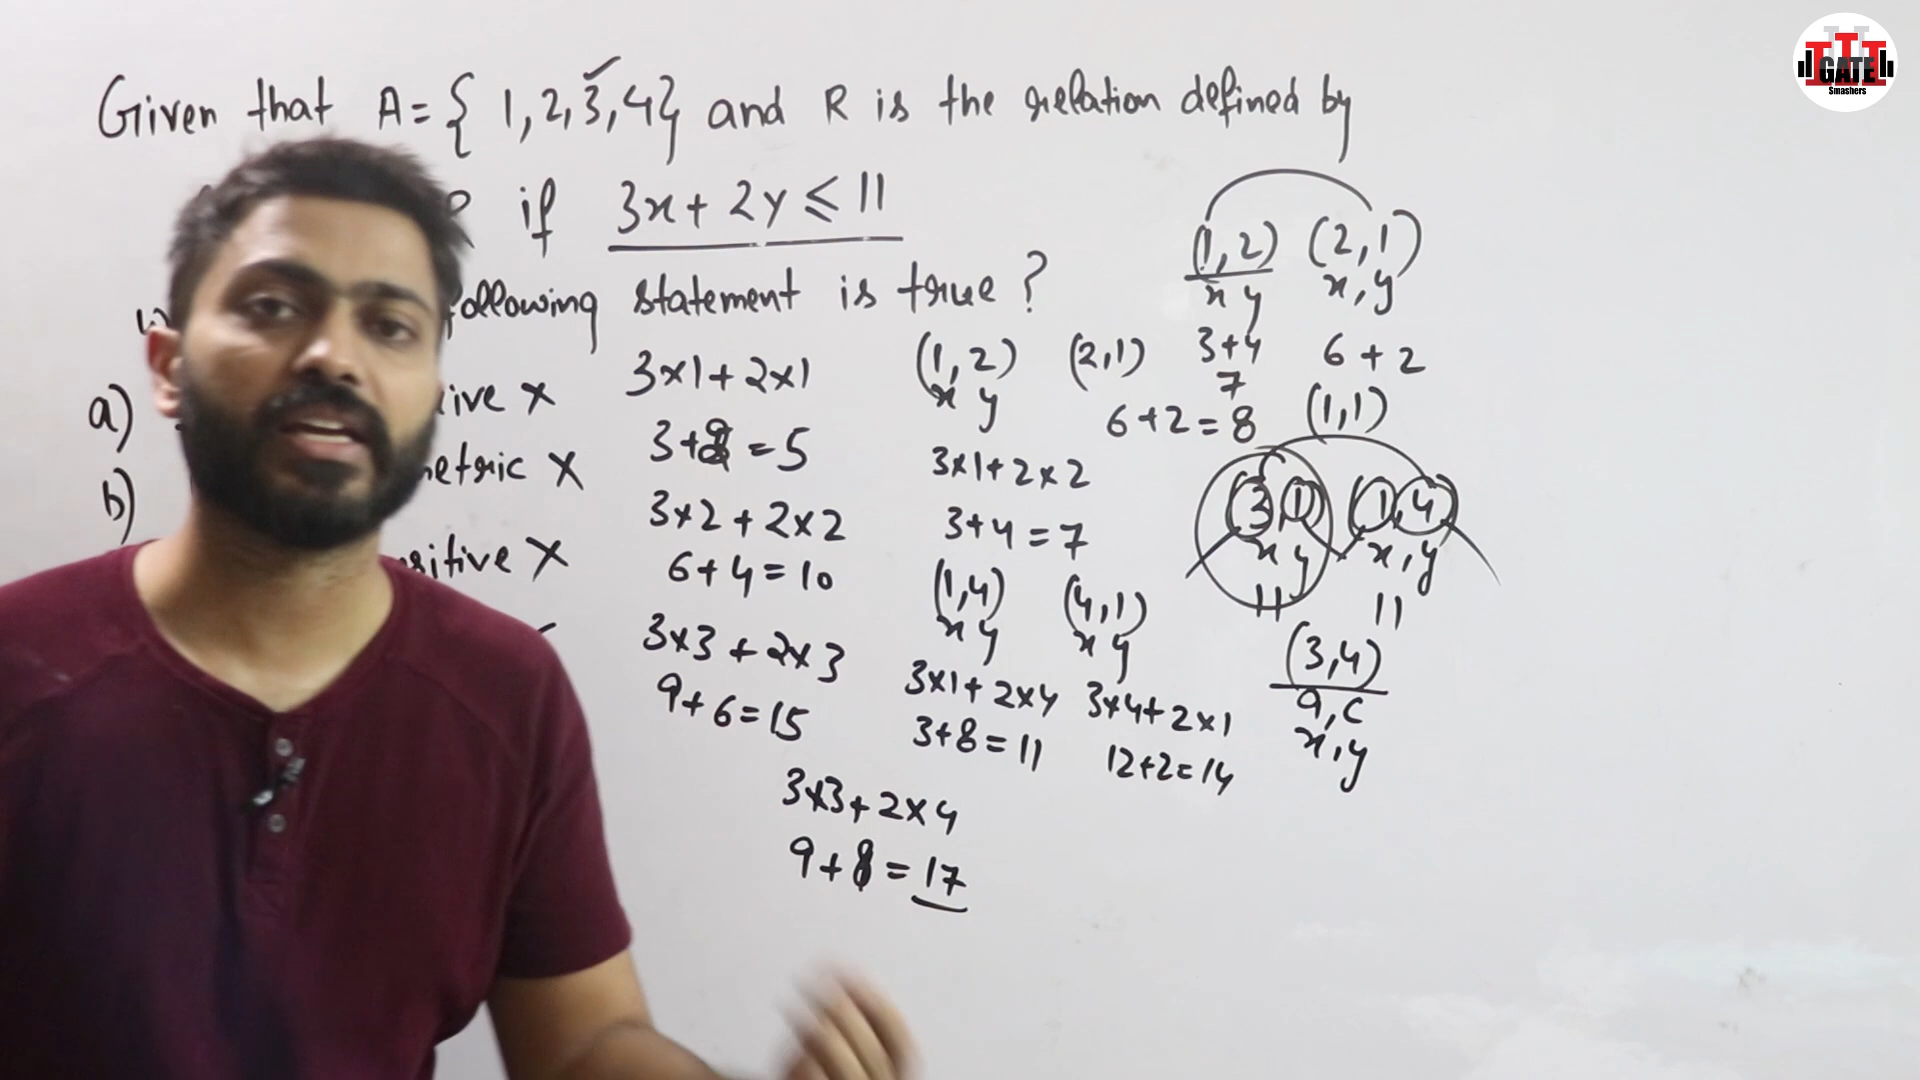 Given that A = { 1, 2, 3, 4} and R is the relation defined by
if 3x + 2y ≤ 11
following statement is true ?
a) ive ×
b) etric ×
sitive ×
3×1 + 2×1
3+2 = 5
3×2 + 2×2
6+4 = 10
3×3 + 2×3
9+6=15
3×3+2×4
9+8 = 17
(1, 2) (2,1)
x y
6+2 = 8
3×1+2×2
3+4 = 7
(1,4) (4,1)
x y x y
3×1+2×4 3×4+2×1
3+8 = 11 12+2=14
(1, 2) (2, 1)
x y x, y
3+4 6+2
7
(1,1)
(3, 1) (1, 4)
x y x, y
11 11
(3,4)
a, c
x, y
GATE
Smashers